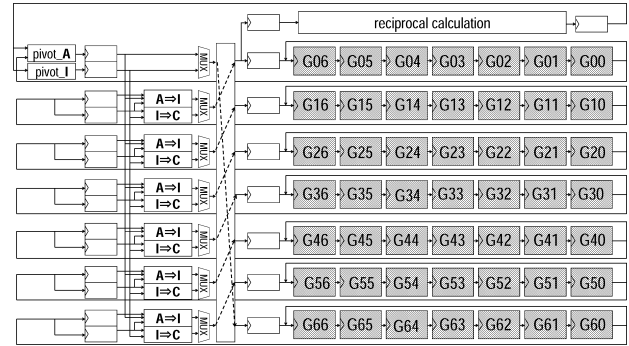 reciprocal calculation
pivot_A MUX G06 G05 G04 G03 G02 G01 G00
pivot_I
A⇒I MUX G16 G15 G14 G13 G12 G11 G10
I⇒C
A⇒I MUX G26 G25 G24 G23 G22 G21 G20
I⇒C
A⇒I MUX G36 G35 G34 G33 G32 G31 G30
I⇒C
A⇒I MUX G46 G45 G44 G43 G42 G41 G40
I⇒C
A⇒I MUX G56 G55 G54 G53 G52 G51 G50
I⇒C
A⇒I MUX G66 G65 G64 G63 G62 G61 G60
I⇒C